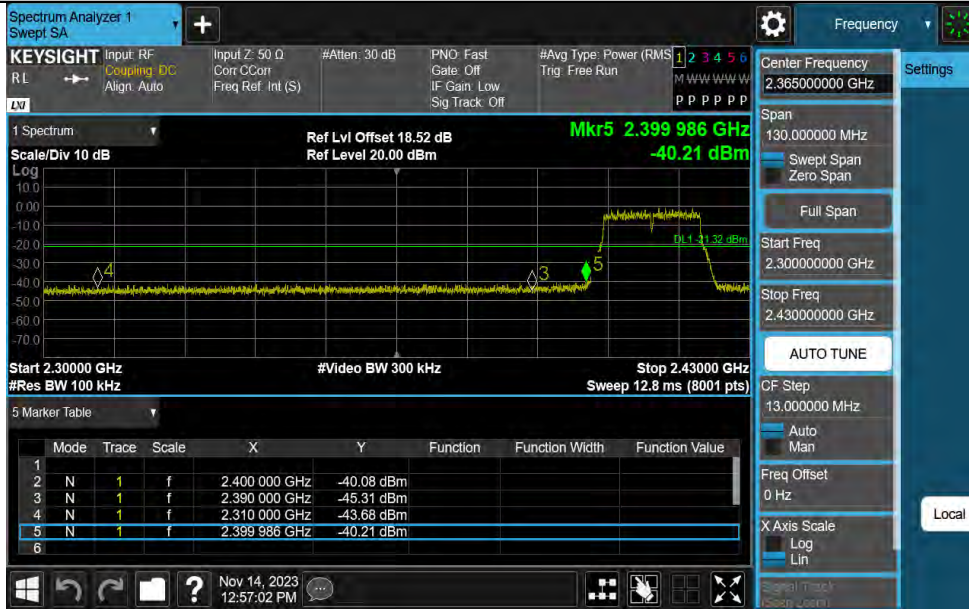 Spectrum Analyzer 1
Swept SA
Frequency
KEYSIGHT
RL
LXI
Input: RF
Coupling: DC
Align: Auto
Input Z: 50 Ω
Corr CCorr
Freq Ref: Int (S)
#Atten: 30 dB
PNO: Fast
Gate: Off
IF Gain: Low
Sig Track: Off
#Avg Type: Power (RMS
Trig: Free Run
1 2 3 4 5 6
M W W W W W
P P P P P P
Center Frequency
2.365000000 GHz
Settings
1 Spectrum
Scale/Div 10 dB
Ref Lvl Offset 18.52 dB
Ref Level 20.00 dBm
Mkr5 2.399 986 GHz
-40.21 dBm
Span
130.000000 MHz
Swept Span
Zero Span
Full Span
Log
10.0
0.00
-10.0
-20.0
-30.0
-40.0
-50.0
-60.0
-70.0
DL1 -21.32 dBm
4
3
5
Start Freq
2.300000000 GHz
Stop Freq
2.430000000 GHz
AUTO TUNE
Start 2.30000 GHz
#Video BW 300 kHz
Stop 2.43000 GHz
#Res BW 100 kHz
Sweep 12.8 ms (8001 pts)
CF Step
13.000000 MHz
Auto
Man
5 Marker Table
Mode Trace Scale X Y Function Function Width Function Value
1
2 N 1 f 2.400 000 GHz -40.08 dBm
3 N 1 f 2.390 000 GHz -45.31 dBm
4 N 1 f 2.310 000 GHz -43.68 dBm
5 N 1 f 2.399 986 GHz -40.21 dBm
6
Freq Offset
0 Hz
X Axis Scale
Log
Lin
Local
Signal Track
(Span Zoom)
?
Nov 14, 2023
12:57:02 PM